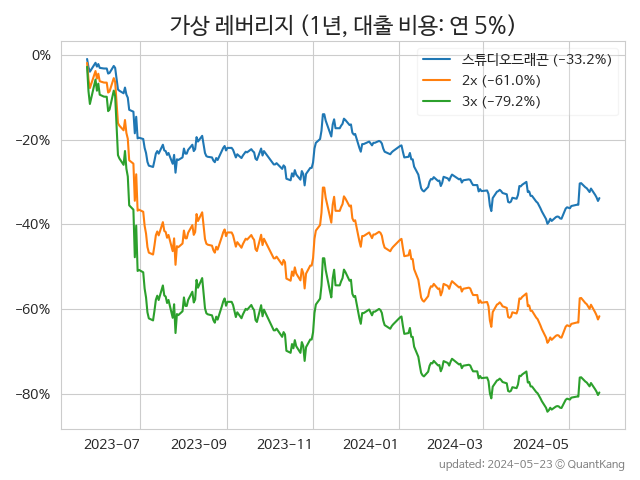 가상 레버리지 (1년, 대출 비용: 연 5%)
스튜디오드래곤 (−33.2%)
2x (−61.0%)
3x (−79.2%)
0%
−20%
−40%
−60%
−80%
2023-07 2023-09 2023-11 2024-01 2024-03 2024-05
updated: 2024-05-23 © QuantKang